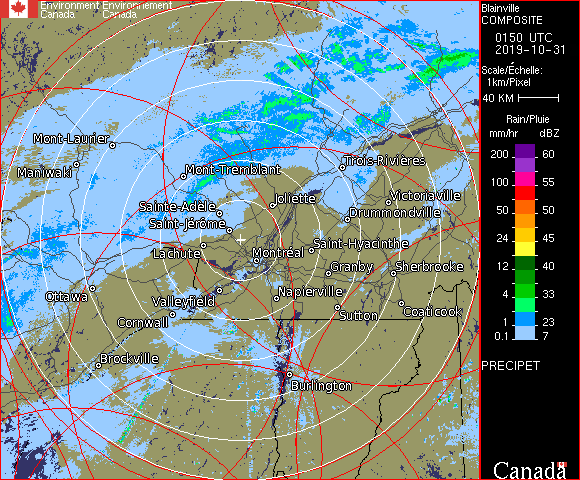 Environment Environnement
Canada Canada
Blainville
COMPOSITE
0150 UTC
2019-10-31
Scale/Échelle:
1km/Pixel
40 KM
Rain/Pluie
mm/hr dBZ
200 60
100 55
50 50
24 45
12 40
4 33
1 23
0.1 7
PRECIPET
Canada
Mont-Laurier
Maniwaki
Mont-Tremblant
Trois-Rivières
Sainte-Adele
Joliette
Victoriaville
Drummondville
Saint-Jérôme
Lachute
Montréal
Saint-Hyacinthe
Granby
Sherbrooke
Ottawa
Valleyfield
Napierville
Cornwall
Sutton
Coaticook
Brockville
Burlington